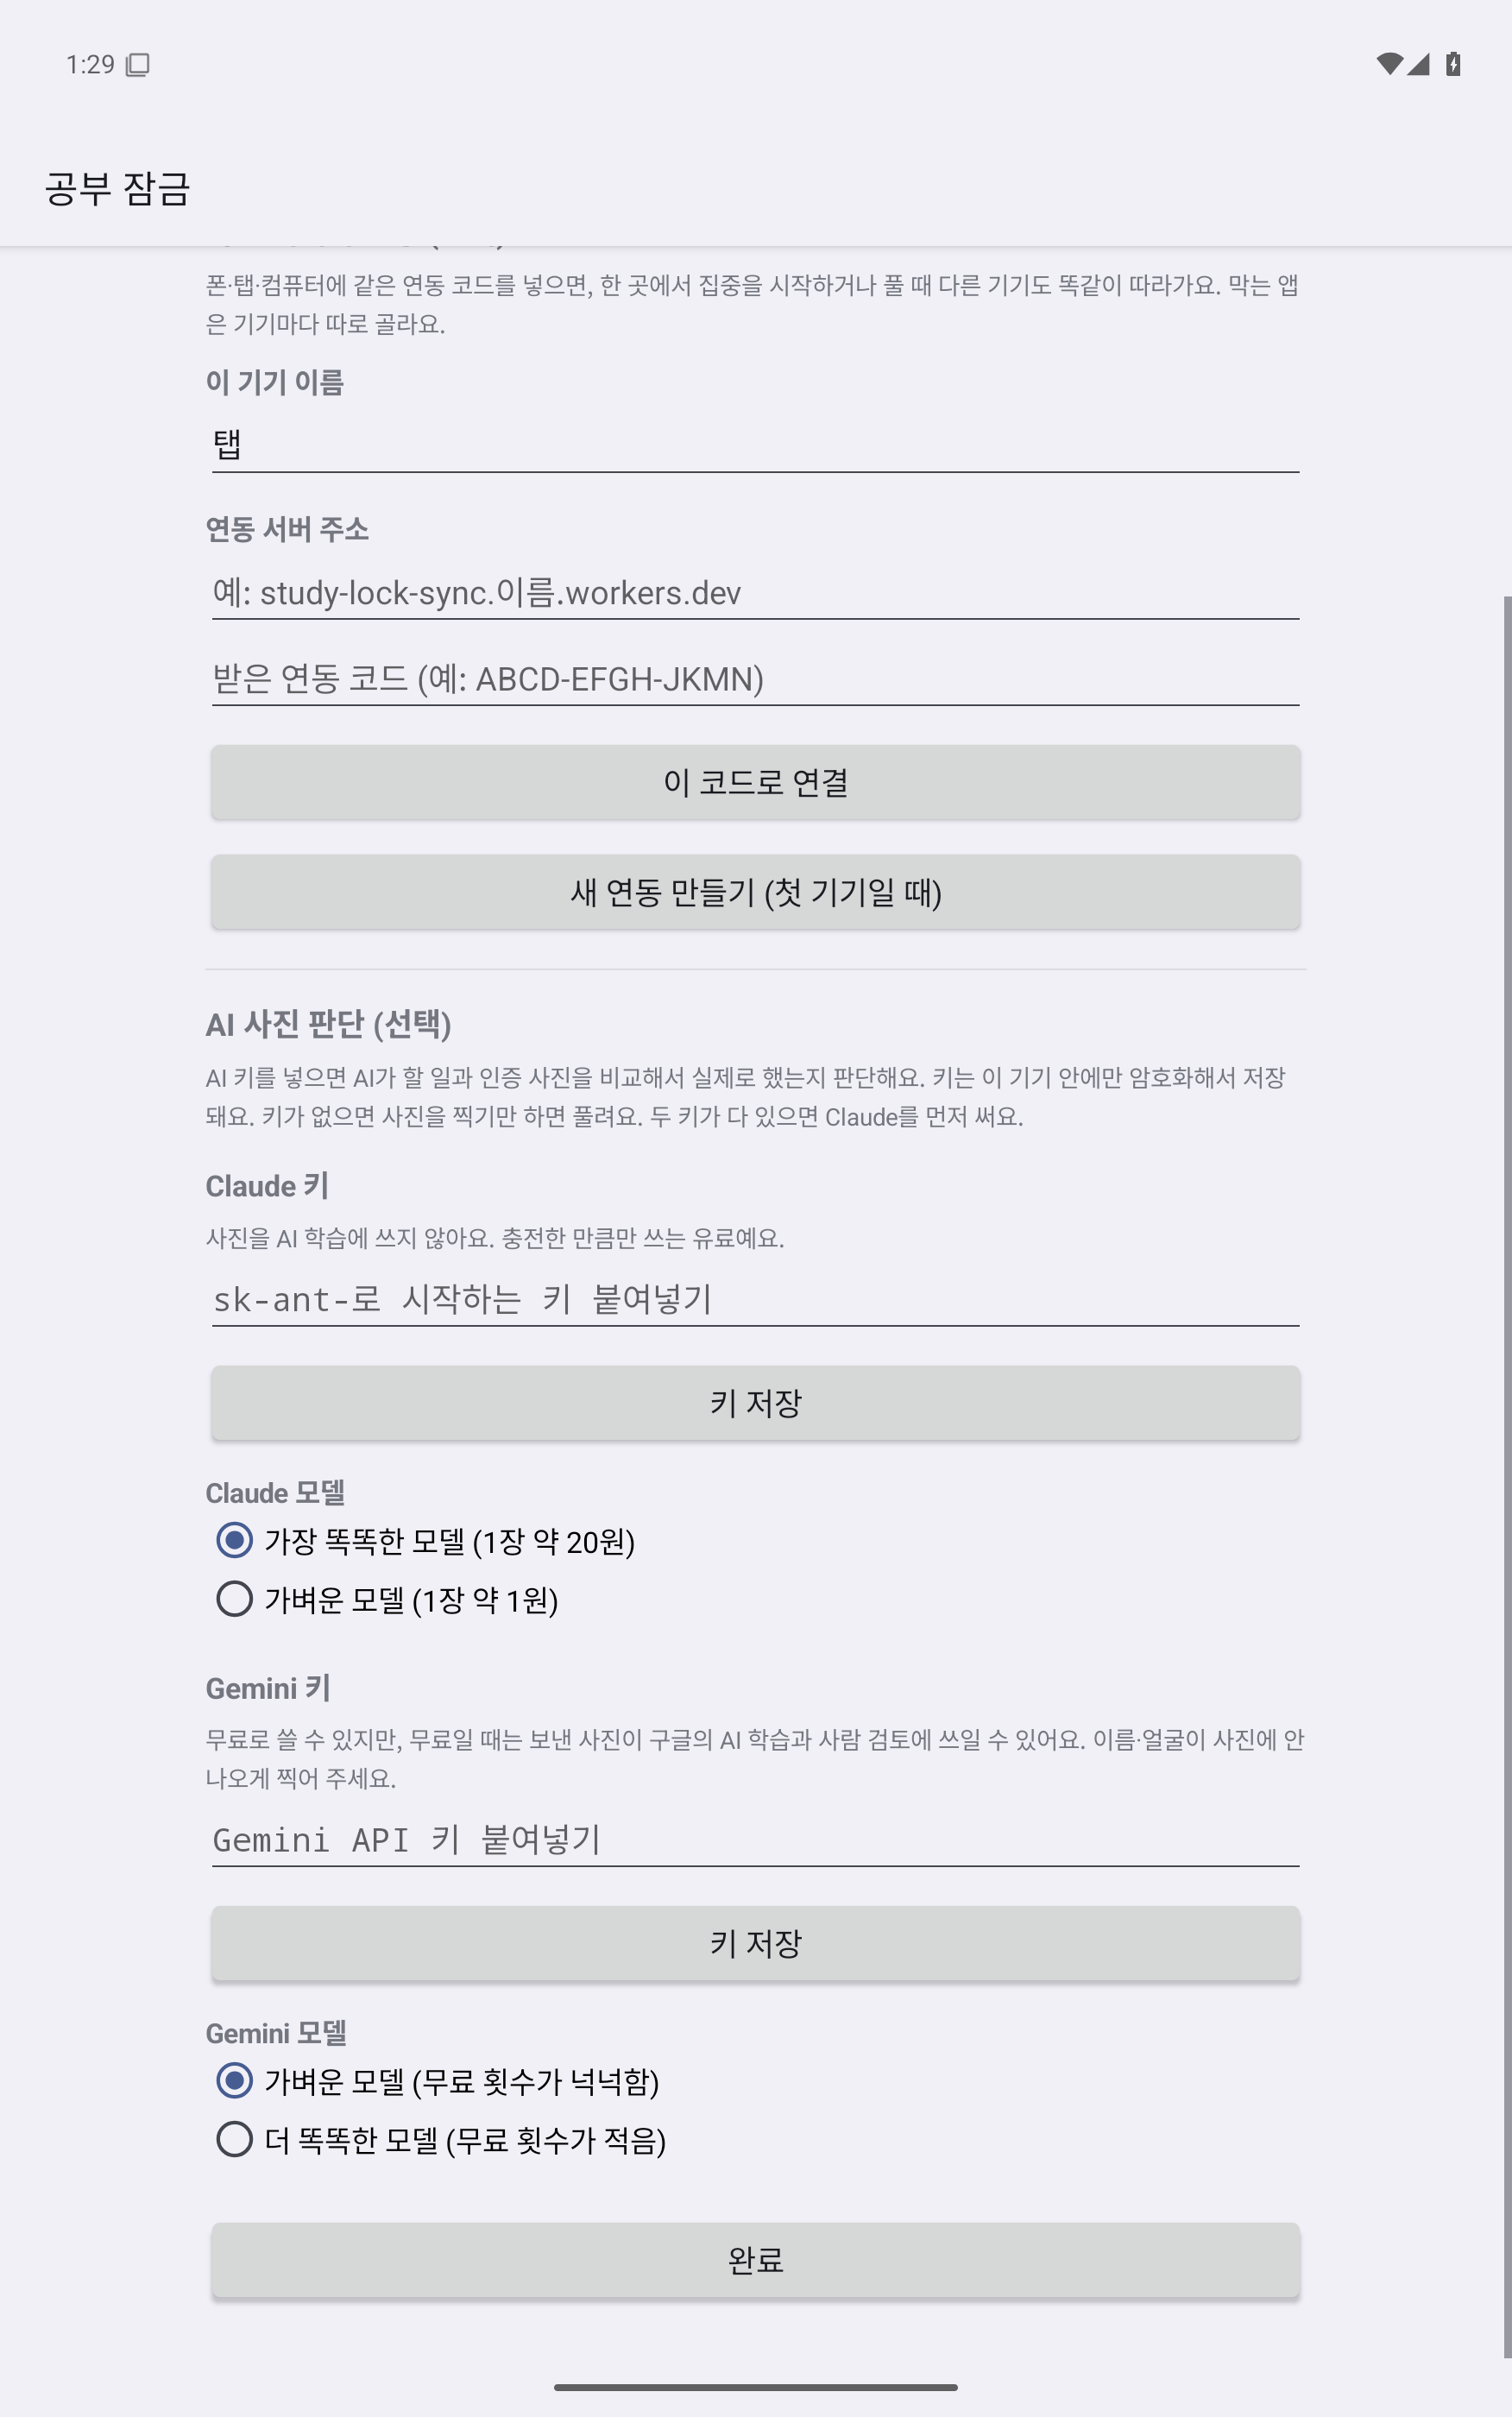 1:29
공부 잠금
폰·탭·컴퓨터에 같은 연동 코드를 넣으면, 한 곳에서 집중을 시작하거나 풀 때 다른 기기도 똑같이 따라가요. 막는 앱
은 기기마다 따로 골라요.
이 기기 이름
탭
연동 서버 주소
예: study-lock-sync.이름.workers.dev
받은 연동 코드 (예: ABCD-EFGH-JKMN)
이 코드로 연결
새 연동 만들기 (첫 기기일 때)
AI 사진 판단 (선택)
AI 키를 넣으면 AI가 할 일과 인증 사진을 비교해서 실제로 했는지 판단해요. 키는 이 기기 안에만 암호화해서 저장
돼요. 키가 없으면 사진을 찍기만 하면 풀려요. 두 키가 다 있으면 Claude를 먼저 써요.
Claude 키
사진을 AI 학습에 쓰지 않아요. 충전한 만큼만 쓰는 유료예요.
sk-ant-로 시작하는 키 붙여넣기
키 저장
Claude 모델
가장 똑똑한 모델 (1장 약 20원)
가벼운 모델 (1장 약 1원)
Gemini 키
무료로 쓸 수 있지만, 무료일 때는 보낸 사진이 구글의 AI 학습과 사람 검토에 쓰일 수 있어요. 이름·얼굴이 사진에 안
나오게 찍어 주세요.
Gemini API 키 붙여넣기
키 저장
Gemini 모델
가벼운 모델 (무료 횟수가 넉넉함)
더 똑똑한 모델 (무료 횟수가 적음)
완료